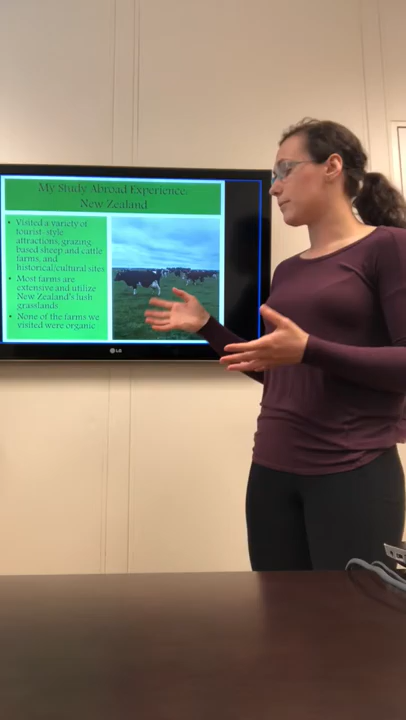 My Study Abroad Experience:
New Zealand
• Visited a variety of
tourist-style
attractions, grazing
based sheep and cattle
farms, and
historical/cultural sites
• Most farms are
extensive and utilize
New Zealand's lush
grasslands
• None of the farms we
visited were organic
LG